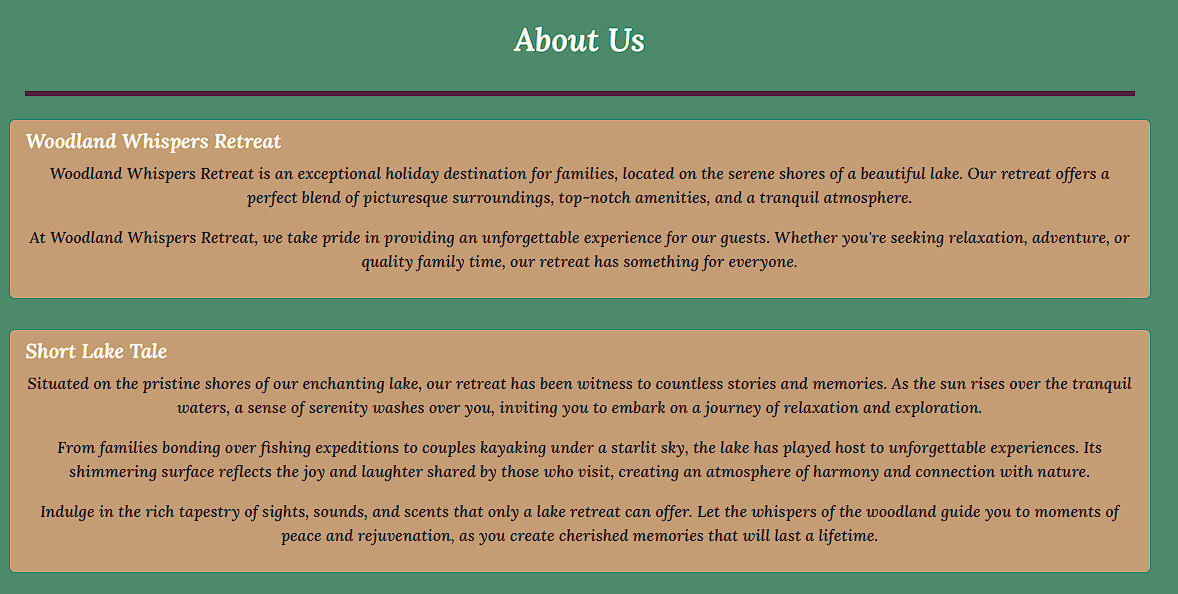 About Us
Woodland Whispers Retreat
Woodland Whispers Retreat is an exceptional holiday destination for families, located on the serene shores of a beautiful lake. Our retreat offers a
perfect blend of picturesque surroundings, top-notch amenities, and a tranquil atmosphere.
At Woodland Whispers Retreat, we take pride in providing an unforgettable experience for our guests. Whether you're seeking relaxation, adventure, or
quality family time, our retreat has something for everyone.
Short Lake Tale
Situated on the pristine shores of our enchanting lake, our retreat has been witness to countless stories and memories. As the sun rises over the tranquil
waters, a sense of serenity washes over you, inviting you to embark on a journey of relaxation and exploration.
From families bonding over fishing expeditions to couples kayaking under a starlit sky, the lake has played host to unforgettable experiences. Its
shimmering surface reflects the joy and laughter shared by those who visit, creating an atmosphere of harmony and connection with nature.
Indulge in the rich tapestry of sights, sounds, and scents that only a lake retreat can offer. Let the whispers of the woodland guide you to moments of
peace and rejuvenation, as you create cherished memories that will last a lifetime.